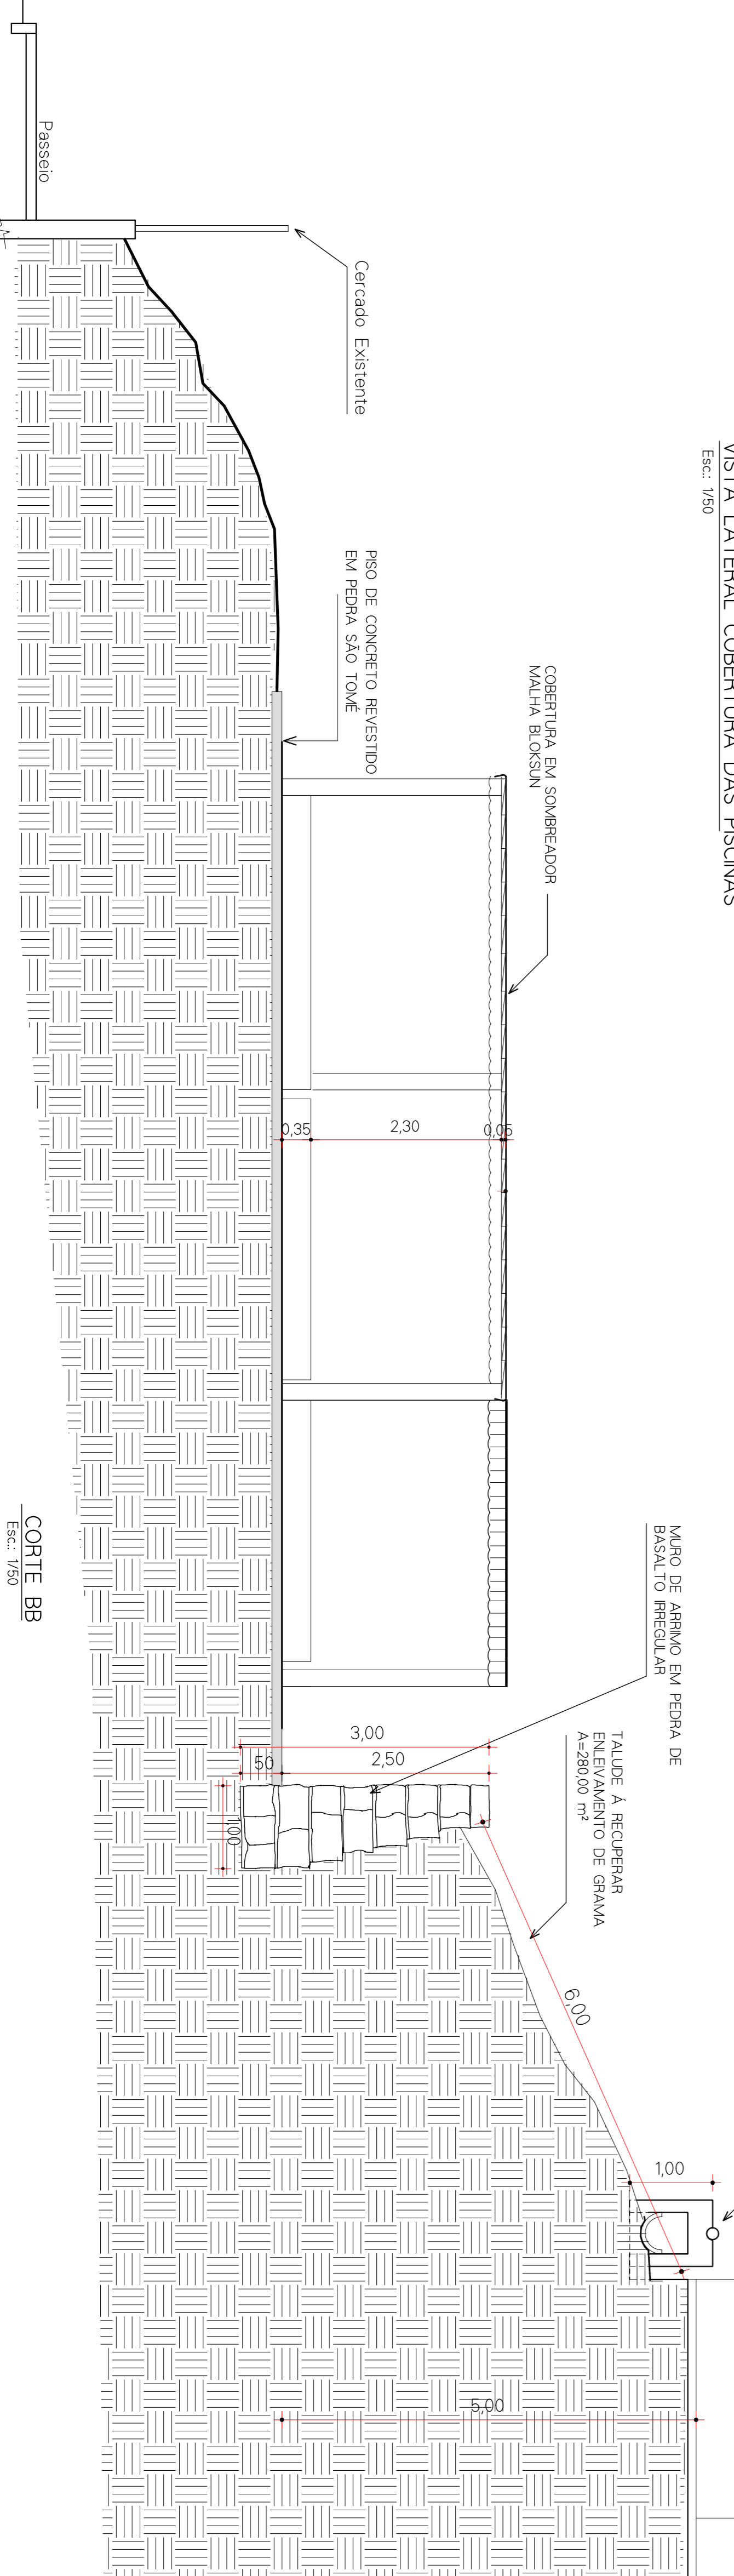 VISTA LATERAL COBERTURA DAS PISCINAS
Esc.: 1/50
Passeio
Cercado Existente
PISO DE CONCRETO REVESTIDO
EM PEDRA SÃO TOMÉ
COBERTURA EM SOMBREADOR
MALHA BLOKSUN
0,35
2,30
0,05
MURO DE ARRIMO EM PEDRA DE
BASALTO IRREGULAR
TALUDE Á RECUPERAR
ENLEIVAMENTO DE GRAMA
A=280,00 m²
3,00
50
2,50
1,00
6,00
1,00
5,00
CORTE BB
Esc.: 1/50